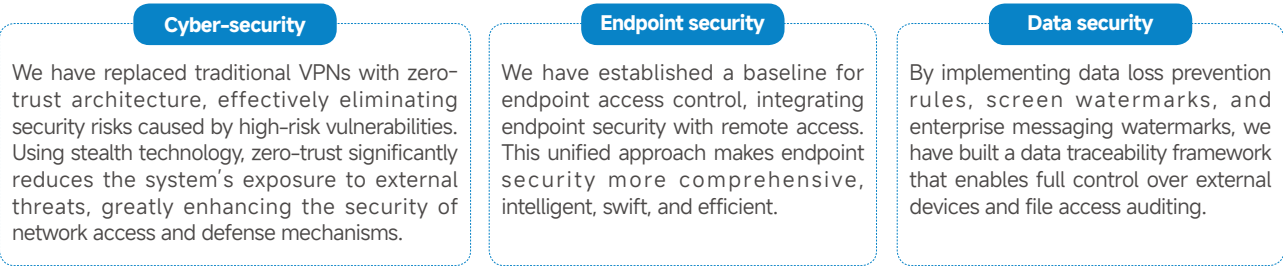 Cyber-security
We have replaced traditional VPNs with zero-
trust architecture, effectively eliminating
security risks caused by high-risk vulnerabilities.
Using stealth technology, zero-trust significantly
reduces the system's exposure to external
threats, greatly enhancing the security of
network access and defense mechanisms.
Endpoint security
We have established a baseline for
endpoint access control, integrating
endpoint security with remote access.
This unified approach makes endpoint
security more comprehensive,
intelligent, swift, and efficient.
Data security
By implementing data loss prevention
rules, screen watermarks, and
enterprise messaging watermarks, we
have built a data traceability framework
that enables full control over external
devices and file access auditing.